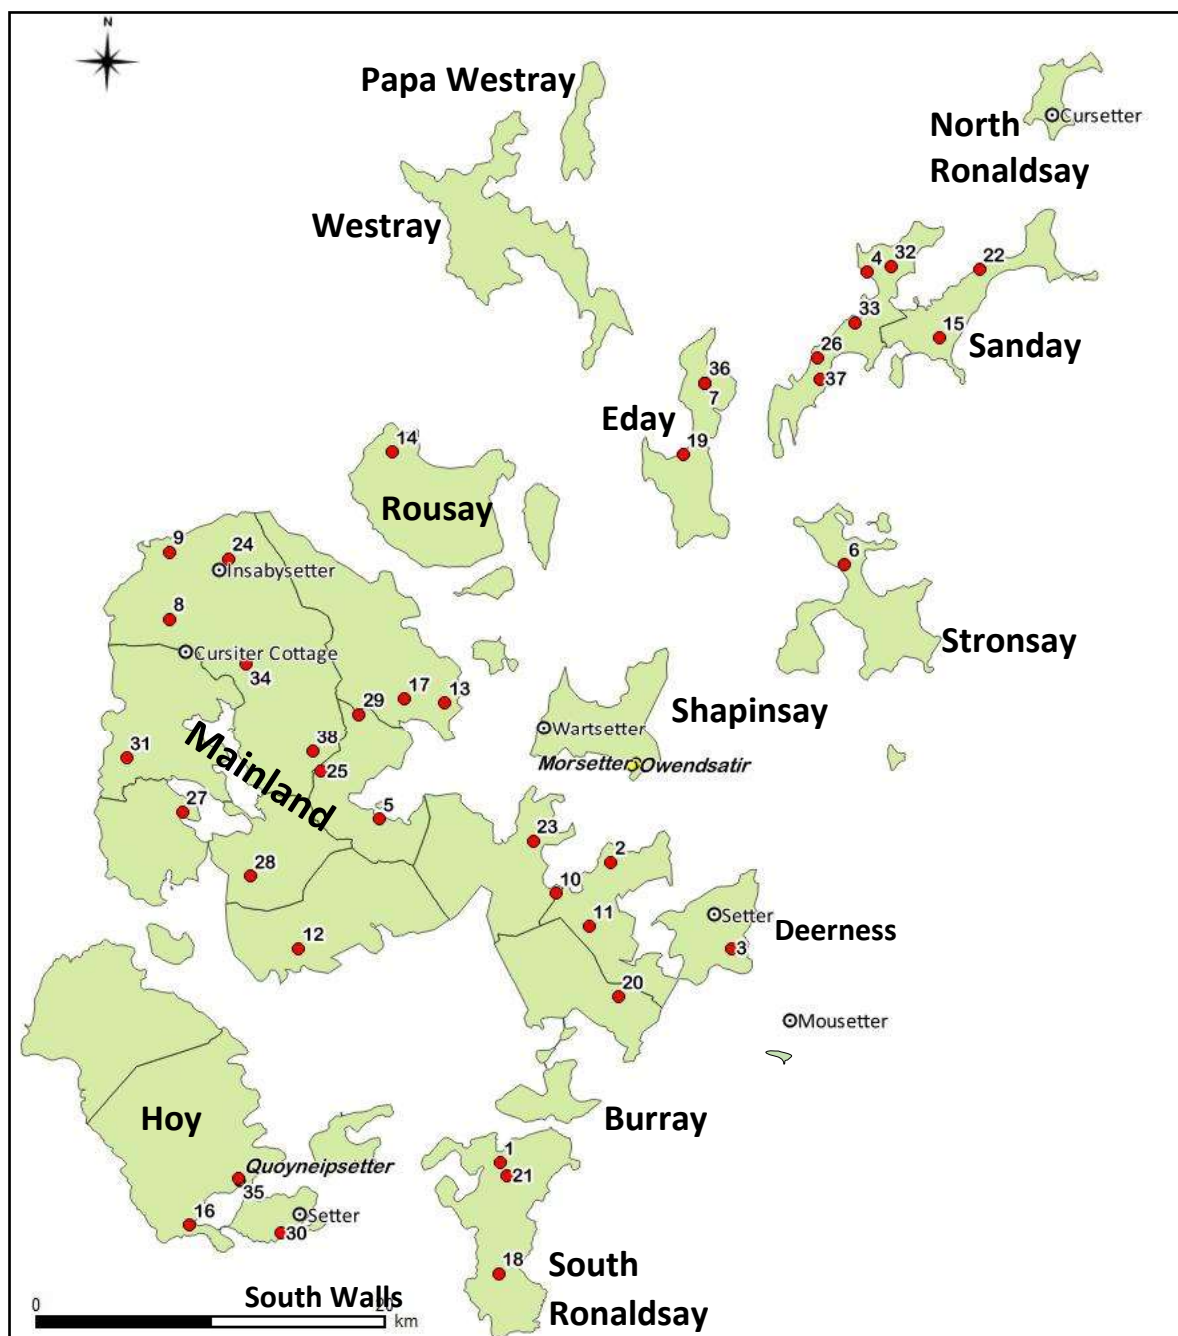 N
Papa Westray
North
Ronaldsay
Cursetter
Westray
4
32
22
33
15
Sanday
26
37
36
7
Eday
19
14
Rousay
9
24
Insabysetter
6
8
Stronsay
Cursiter Cottage
34
29
17
13
Shapinsay
Wartsetter
31
Mainland
38
25
Morsetter
Owendsatir
27
5
23
2
28
10
11
Setter
Deerness
12
3
20
Mousetter
Hoy
Burray
1
21
Quoyneipsetter
35
16
Setter
30
18
South
Ronaldsay
South Walls
0
20
km